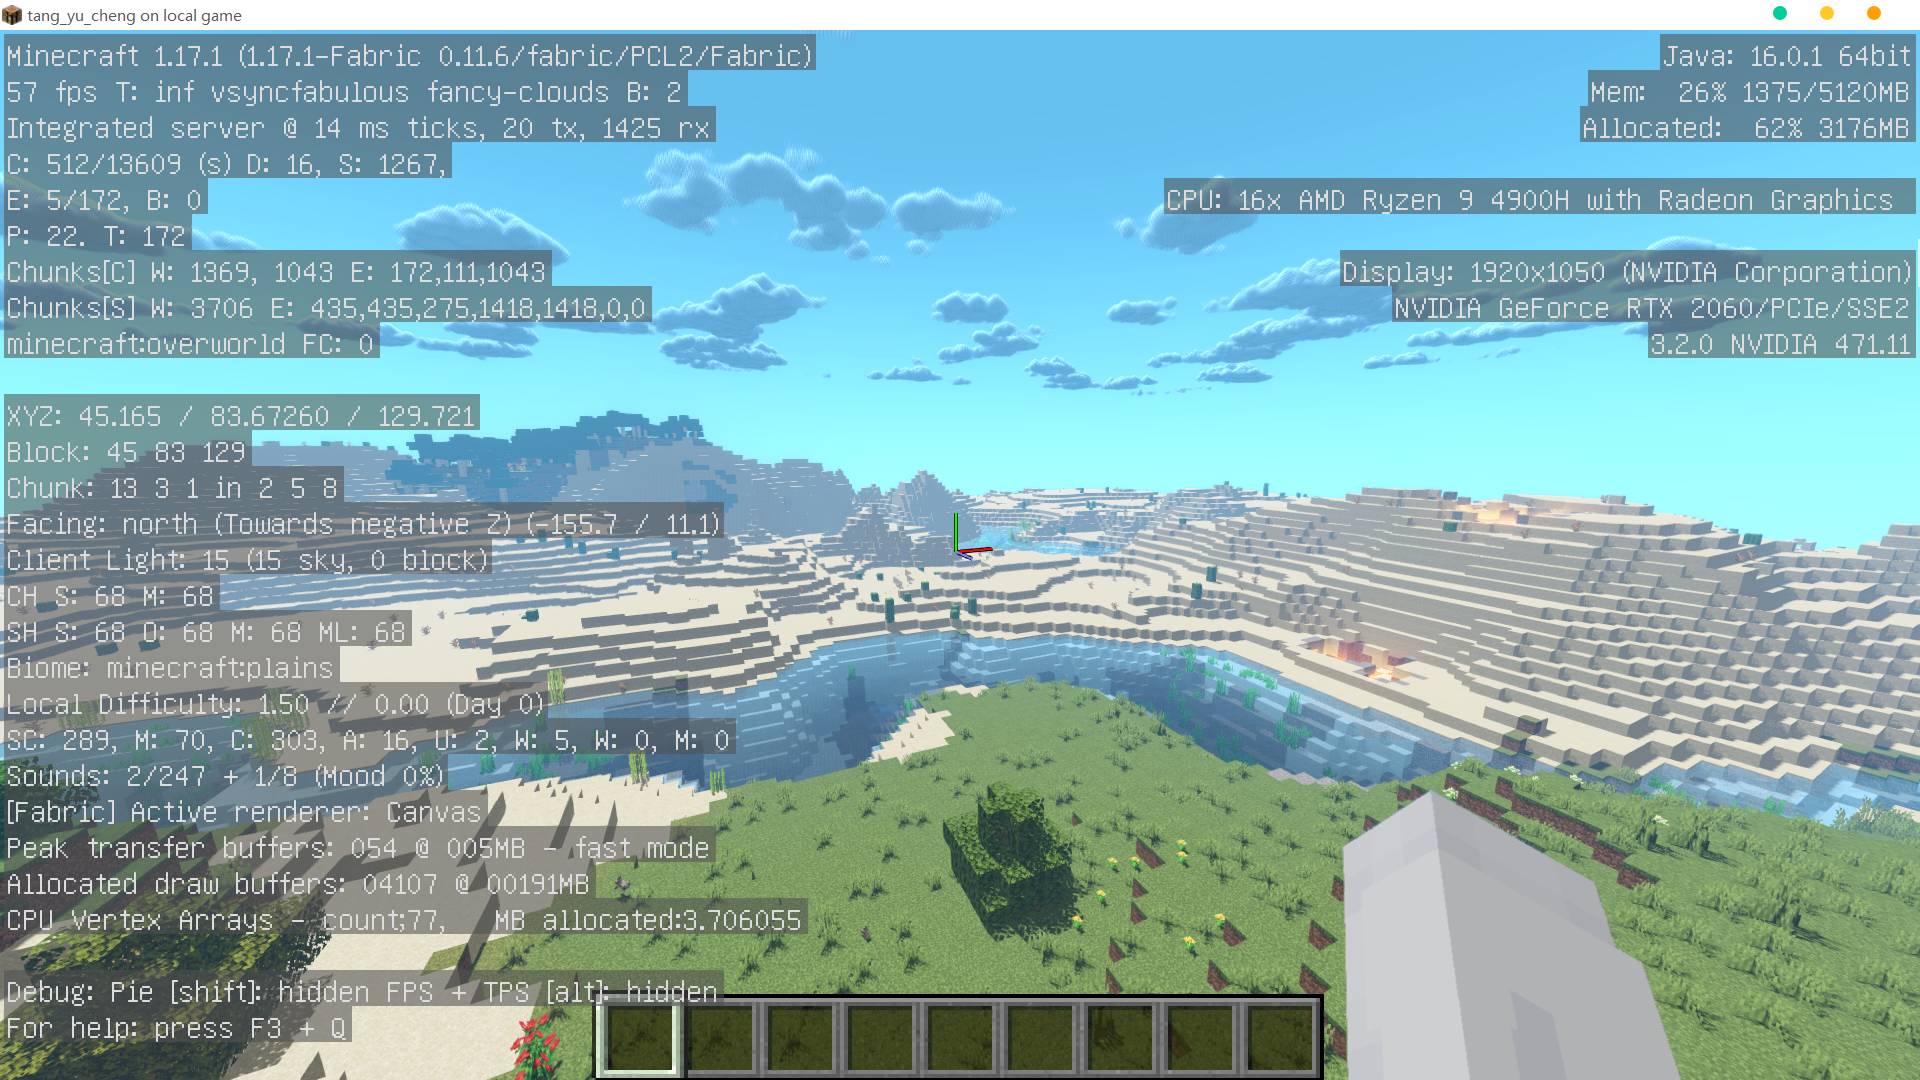 tang_yu_cheng on local game
Minecraft 1.17.1 (1.17.1-Fabric 0.11.6/fabric/PCL2/Fabric)
57 fps T: inf vsyncfabulous fancy-clouds B: 2
Integrated server @ 14 ms ticks, 20 tx, 1425 rx
C: 512/13609 (s) D: 16, S: 1267,
E: 5/172, B: 0
P: 22. T: 172
Chunks[C] W: 1369, 1043 E: 172,111,1043
Chunks[S] W: 3706 E: 435,435,275,1418,1418,0,0
minecraft:overworld FC: 0
XYZ: 45.165 / 83.67260 / 129.721
Block: 45 83 129
Chunk: 13 3 1 in 2 5 8
Facing: north (Towards negative Z) (-155.7 / 11.1)
Client Light: 15 (15 sky, 0 block)
CH S: 68 M: 68
SH S: 68 O: 68 M: 68 ML: 68
Biome: minecraft:plains
Local Difficulty: 1.50 // 0.00 (Day 0)
SC: 289, M: 70, C: 303, A: 16, U: 2, W: 5, W: 0, M: 0
Sounds: 2/247 + 1/8 (Mood 0%)
[Fabric] Active renderer: Canvas
Peak transfer buffers: 054 @ 005MB - fast mode
Allocated draw buffers: 04107 @ 00191MB
CPU Vertex Arrays - count;77, MB allocated:3.706055
Debug: Pie [shift]: hidden FPS + TPS [alt]: hidden
For help: press F3 + Q
Java: 16.0.1 64bit
Mem: 26% 1375/5120MB
Allocated: 62% 3176MB
CPU: 16x AMD Ryzen 9 4900H with Radeon Graphics
Display: 1920x1050 (NVIDIA Corporation)
NVIDIA GeForce RTX 2060/PCIe/SSE2
3.2.0 NVIDIA 471.11